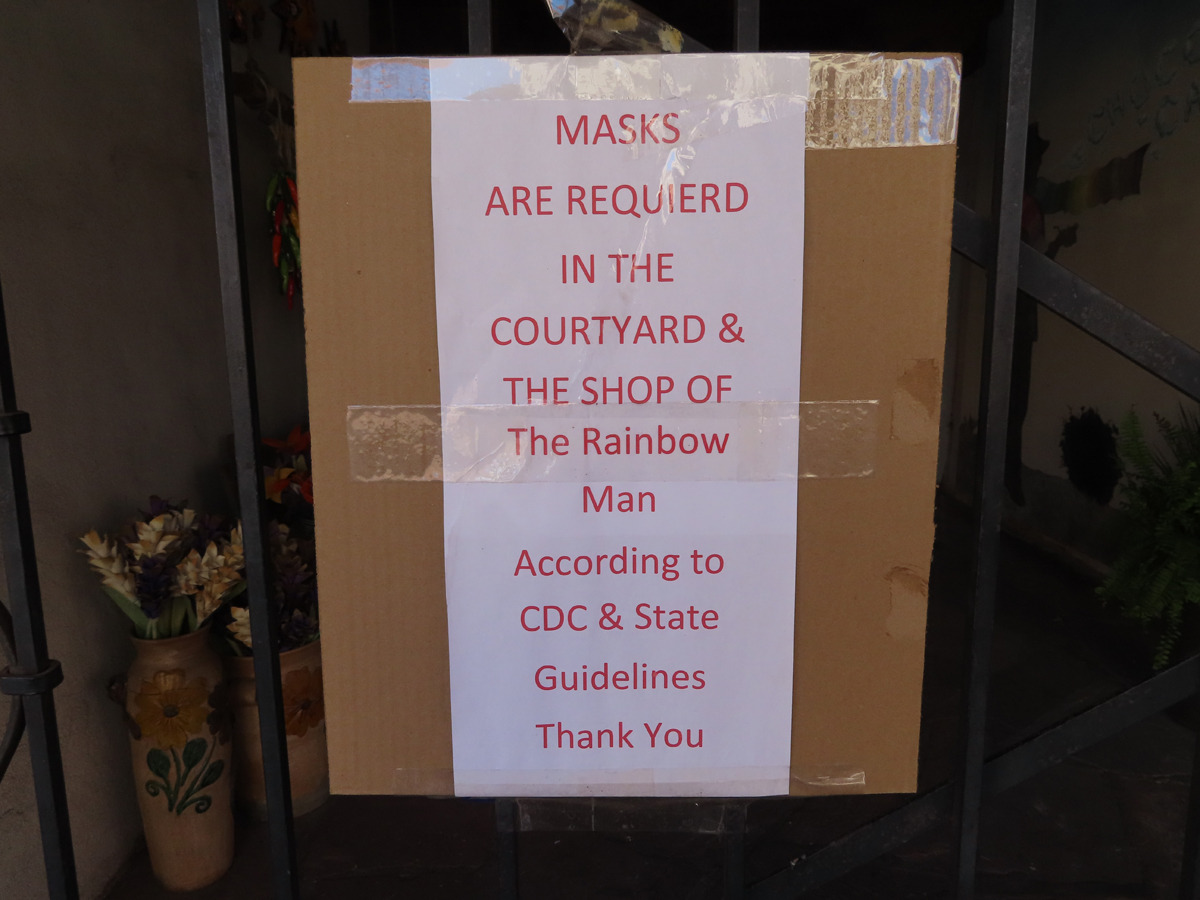 MASKS
ARE REQUIERD
IN THE
COURTYARD &
THE SHOP OF
The Rainbow
Man
According to
CDC & State
Guidelines
Thank You